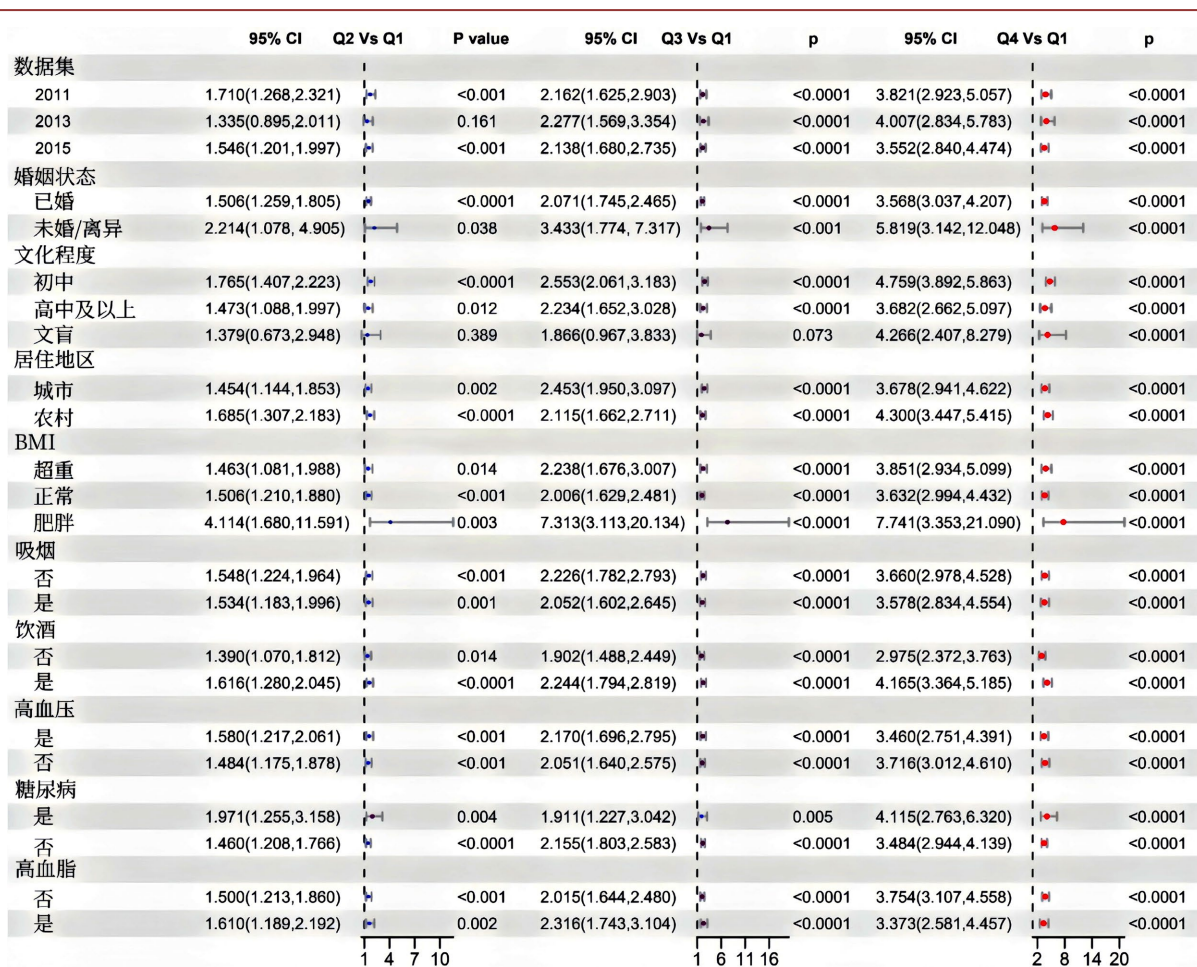 95% CI Q2 Vs Q1 P value 95% CI Q3 Vs Q1 p 95% CI Q4 Vs Q1 p
数据集
2011 1.710(1.268,2.321) <0.001 2.162(1.625,2.903) <0.0001 3.821(2.923,5.057) <0.0001
2013 1.335(0.895,2.011) 0.161 2.277(1.569,3.354) <0.0001 4.007(2.834,5.783) <0.0001
2015 1.546(1.201,1.997) <0.001 2.138(1.680,2.735) <0.0001 3.552(2.840,4.474) <0.0001
婚姻状态
已婚 1.506(1.259,1.805) <0.0001 2.071(1.745,2.465) <0.0001 3.568(3.037,4.207) <0.0001
未婚/离异 2.214(1.078, 4.905) 0.038 3.433(1.774, 7.317) <0.001 5.819(3.142,12.048) <0.0001
文化程度
初中 1.765(1.407,2.223) <0.0001 2.553(2.061,3.183) <0.0001 4.759(3.892,5.863) <0.0001
高中及以上 1.473(1.088,1.997) 0.012 2.234(1.652,3.028) <0.0001 3.682(2.662,5.097) <0.0001
文盲 1.379(0.673,2.948) 0.389 1.866(0.967,3.833) 0.073 4.266(2.407,8.279) <0.0001
居住地区
城市 1.454(1.144,1.853) 0.002 2.453(1.950,3.097) <0.0001 3.678(2.941,4.622) <0.0001
农村 1.685(1.307,2.183) <0.0001 2.115(1.662,2.711) <0.0001 4.300(3.447,5.415) <0.0001
BMI
超重 1.463(1.081,1.988) 0.014 2.238(1.676,3.007) <0.0001 3.851(2.934,5.099) <0.0001
正常 1.506(1.210,1.880) <0.001 2.006(1.629,2.481) <0.0001 3.632(2.994,4.432) <0.0001
肥胖 4.114(1.680,11.591) 0.003 7.313(3.113,20.134) <0.0001 7.741(3.353,21.090) <0.0001
吸烟
否 1.548(1.224,1.964) <0.001 2.226(1.782,2.793) <0.0001 3.660(2.978,4.528) <0.0001
是 1.534(1.183,1.996) 0.001 2.052(1.602,2.645) <0.0001 3.578(2.834,4.554) <0.0001
饮酒
否 1.390(1.070,1.812) 0.014 1.902(1.488,2.449) <0.0001 2.975(2.372,3.763) <0.0001
是 1.616(1.280,2.045) <0.0001 2.244(1.794,2.819) <0.0001 4.165(3.364,5.185) <0.0001
高血压
是 1.580(1.217,2.061) <0.001 2.170(1.696,2.795) <0.0001 3.460(2.751,4.391) <0.0001
否 1.484(1.175,1.878) <0.001 2.051(1.640,2.575) <0.0001 3.716(3.012,4.610) <0.0001
糖尿病
是 1.971(1.255,3.158) 0.004 1.911(1.227,3.042) 0.005 4.115(2.763,6.320) <0.0001
否 1.460(1.208,1.766) <0.0001 2.155(1.803,2.583) <0.0001 3.484(2.944,4.139) <0.0001
高血脂
否 1.500(1.213,1.860) <0.001 2.015(1.644,2.480) <0.0001 3.754(3.107,4.558) <0.0001
是 1.610(1.189,2.192) 0.002 2.316(1.743,3.104) <0.0001 3.373(2.581,4.457) <0.0001
1 4 7 10 1 6 11 16 2 8 14 20